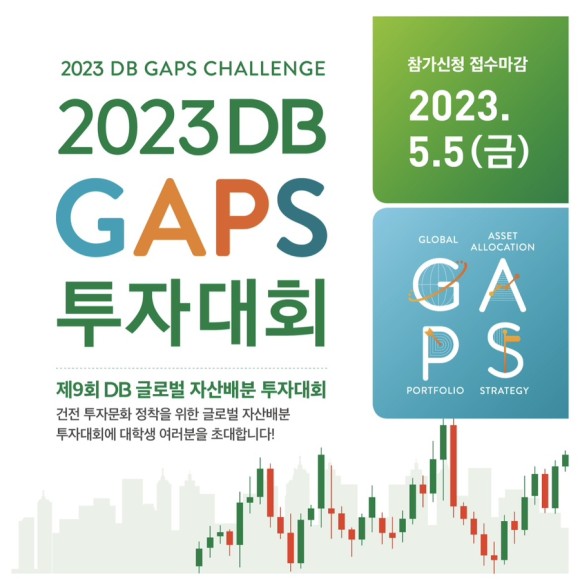 2023 DB GAPS CHALLENGE
2023 DB
GAPS
투자대회
제9회 DB 글로벌 자산배분 투자대회
건전 투자문화 정착을 위한 글로벌 자산배분
투자대회에 대학생 여러분을 초대합니다!
참가신청 접수마감
2023.
5.5(금)
GLOBAL
ASSET
ALLOCATION
GA
PS
PORTFOLIO
STRATEGY